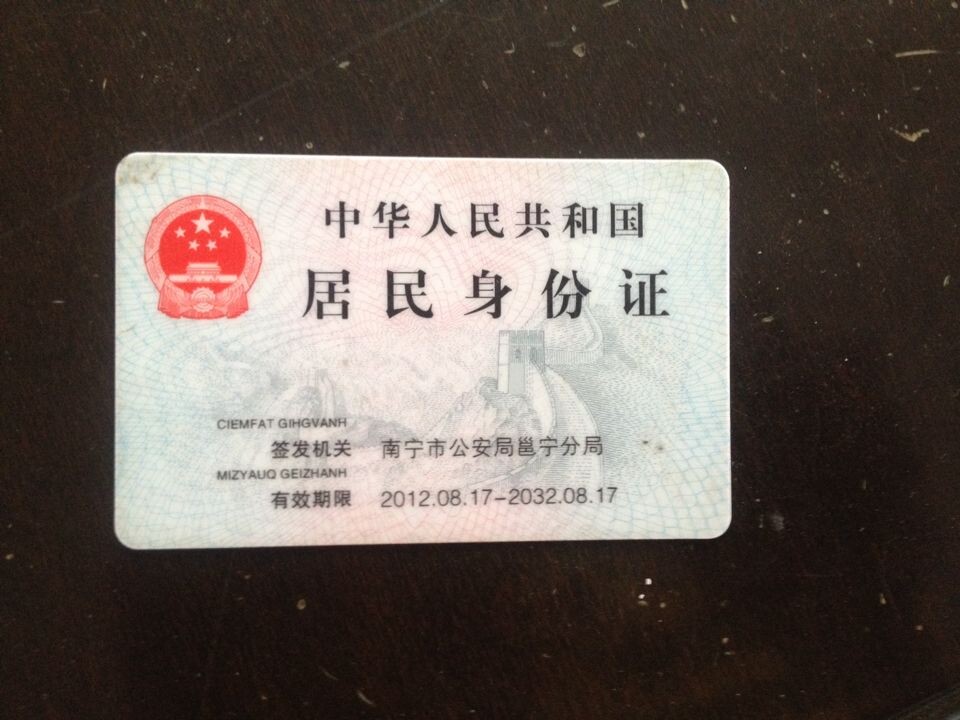 中华人民共和国
居民身份证
CIEMFAT GIHGVANH
签发机关 南宁市公安局邕宁分局
MIZYAUQ GEIZHANH
有效期限 2012.08.17-2032.08.17